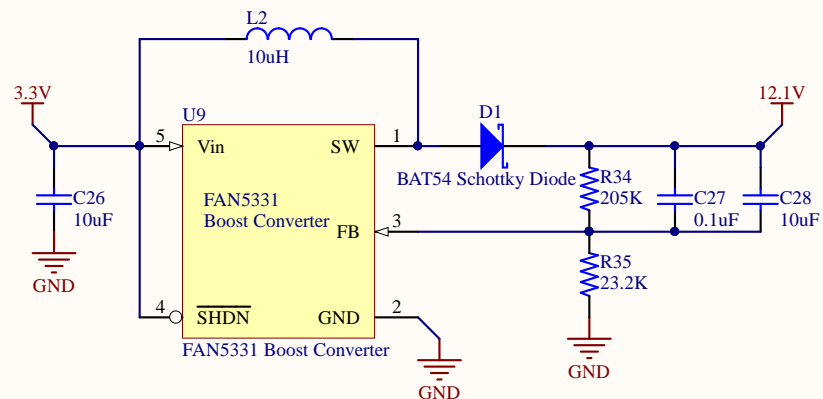 L2
10uH
3.3V
12.1V
U9
D1
5
Vin
SW
1
BAT54 Schottky Diode
C26
10uF
FAN5331
Boost Converter
R34
205K
C27
0.1uF
C28
10uF
FB
3
GND
R35
23.2K
4
SHDN
GND
2
FAN5331 Boost Converter
GND
GND